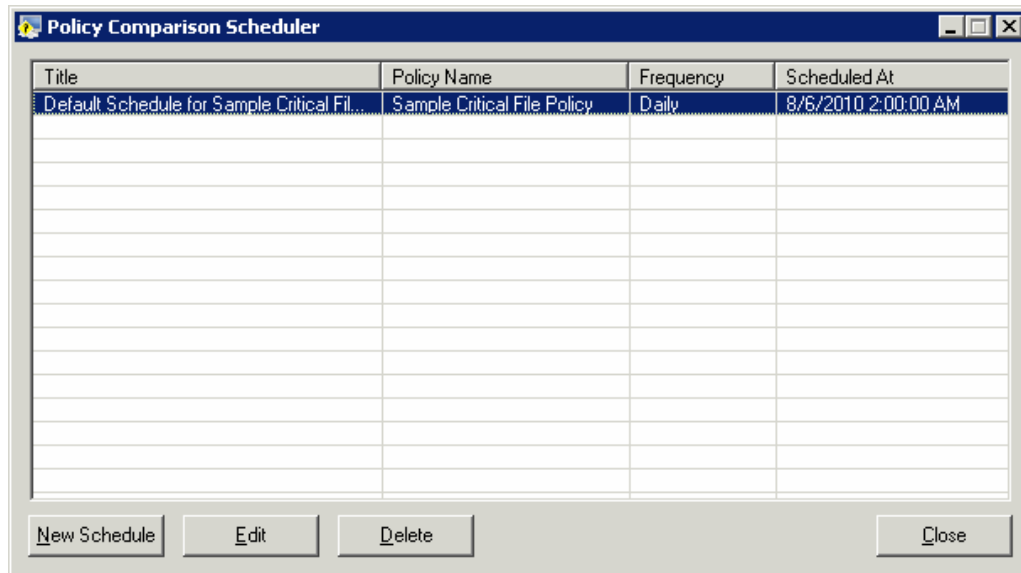 Policy Comparison Scheduler
Title Policy Name Frequency Scheduled At
Default Schedule for Sample Critical Fil... Sample Critical File Policy Daily 8/6/2010 2:00:00 AM
New Schedule Edit Delete Close